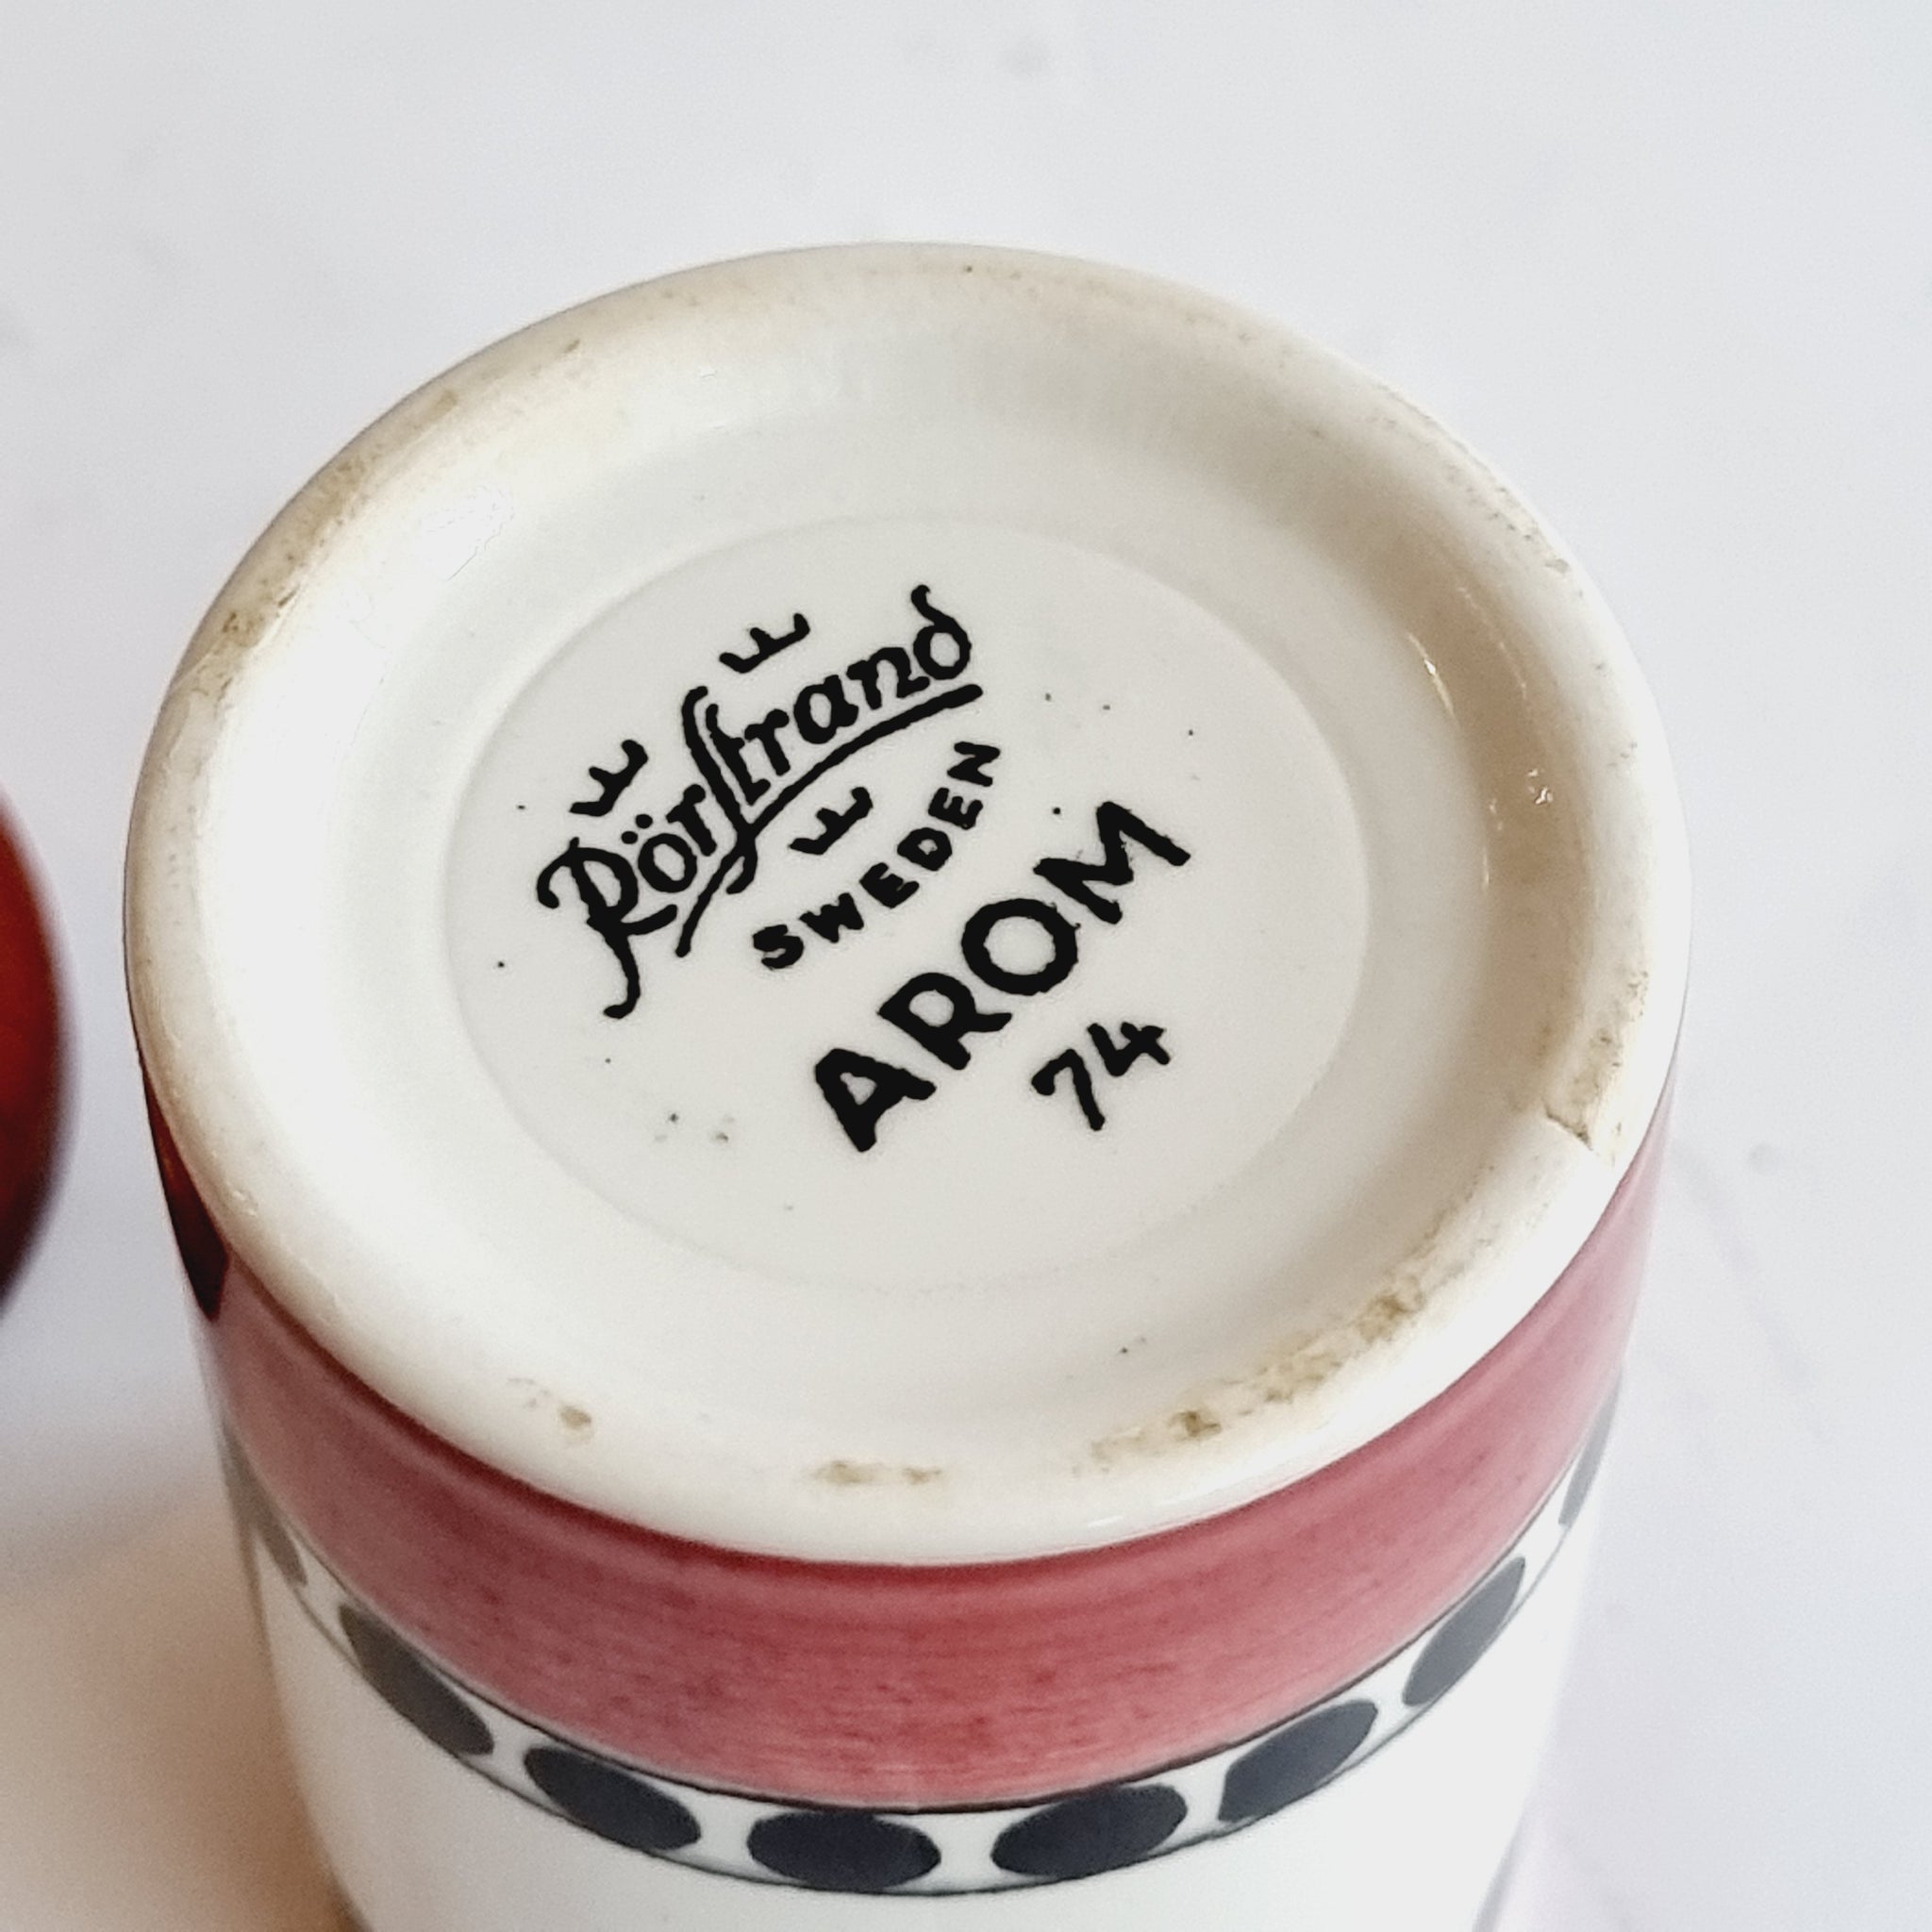 Rörstrand
SWEDEN
AROM
74